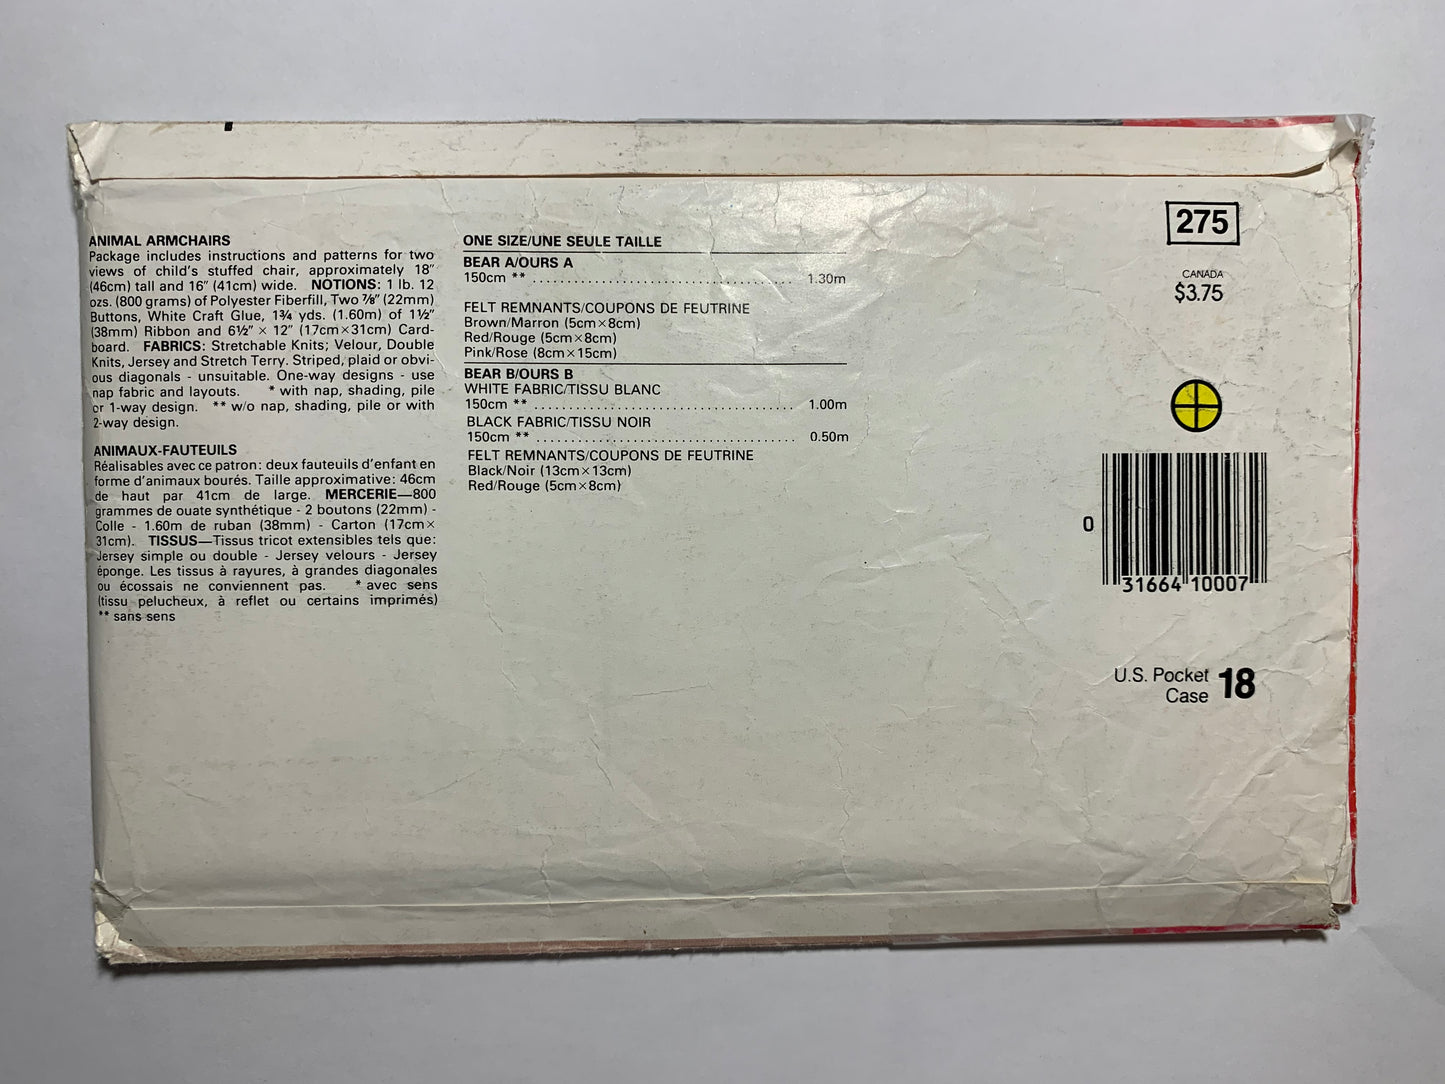 ANIMAL ARMCHAIRS
Package includes instructions and patterns for two
views of child's stuffed chair, approximately 18"
(46cm) tall and 16" (41cm) wide. NOTIONS: 1 lb. 12
ozs. (800 grams) of Polyester Fiberfill, Two ⅞" (22mm)
Buttons, White Craft Glue, 1¾ yds. (1.60m) of 1½"
(38mm) Ribbon and 6½" × 12" (17cm×31cm) Card-
board. FABRICS: Stretchable Knits; Velour, Double
Knits, Jersey and Stretch Terry. Striped, plaid or obvi-
ous diagonals - unsuitable. One-way designs - use
nap fabric and layouts. * with nap, shading, pile
or 1-way design. ** w/o nap, shading, pile or with
2-way design.
ANIMAUX-FAUTEUILS
Réalisables avec ce patron: deux fauteuils d'enfant en
forme d'animaux bourés. Taille approximative: 46cm
de haut par 41cm de large. MERCERIE—800
grammes de ouate synthétique - 2 boutons (22mm) -
Colle - 1.60m de ruban (38mm) - Carton (17cm×
31cm). TISSUS—Tissus tricot extensibles tels que:
Jersey simple ou double - Jersey velours - Jersey
éponge. Les tissus à rayures, à grandes diagonales
ou écossais ne conviennent pas. * avec sens
(tissu pelucheux, à reflet ou certains imprimés)
** sans sens
ONE SIZE/UNE SEULE TAILLE
BEAR A/OURS A
150cm ** .................................... 1.30m
FELT REMNANTS/COUPONS DE FEUTRINE
Brown/Marron (5cm×8cm)
Red/Rouge (5cm×8cm)
Pink/Rose (8cm×15cm)
BEAR B/OURS B
WHITE FABRIC/TISSU BLANC
150cm ** .................................... 1.00m
BLACK FABRIC/TISSU NOIR
150cm ** .................................... 0.50m
FELT REMNANTS/COUPONS DE FEUTRINE
Black/Noir (13cm×13cm)
Red/Rouge (5cm×8cm)
275
CANADA
$3.75
0
31664 10007
U.S. Pocket
Case 18